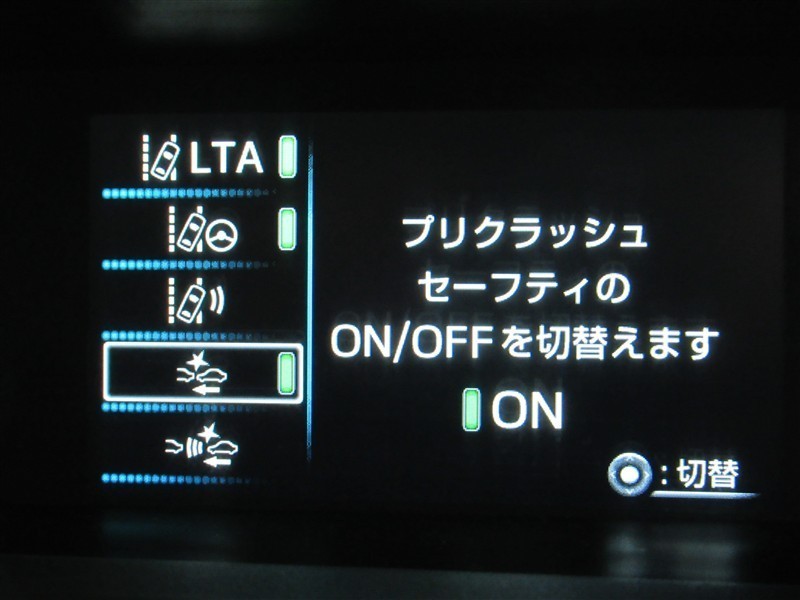 LTA
プリクラッシュ
セーフティの
ON/OFFを切替えます
ON
:切替